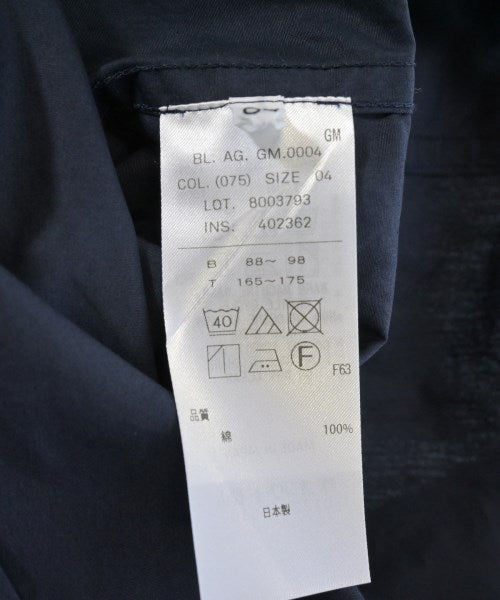 GM
BL. AG. GM.0004
COL. (075) SIZE 04
LOT. 8003793
INS. 402362
B 88〜 98
T 165〜175
40
F
F63
品質
綿 100%
日本製